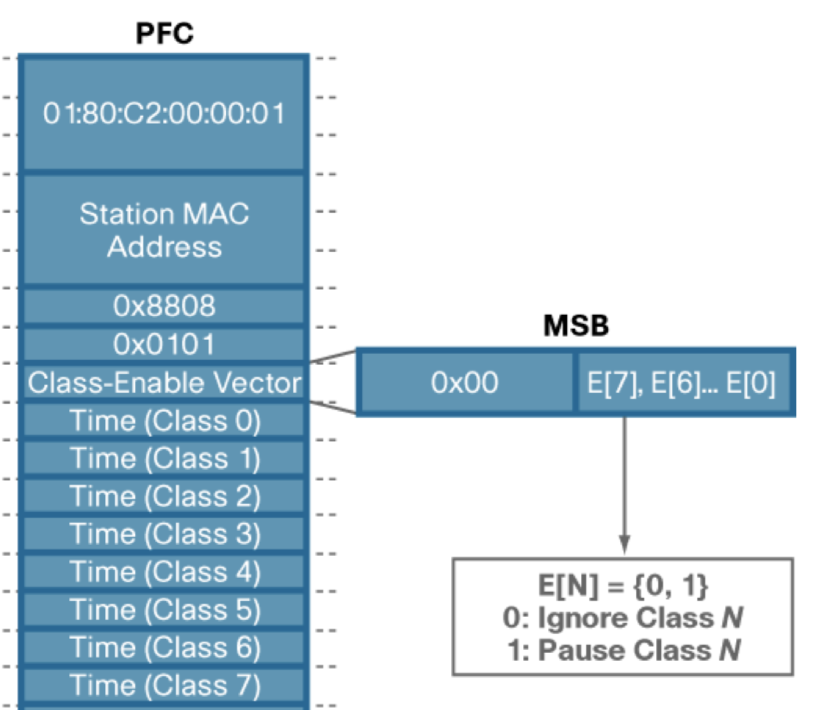 PFC
01:80:C2:00:00:01
Station MAC
Address
0x8808
0x0101
Class-Enable Vector
Time (Class 0)
Time (Class 1)
Time (Class 2)
Time (Class 3)
Time (Class 4)
Time (Class 5)
Time (Class 6)
Time (Class 7)
MSB
0x00
E[7], E[6]... E[0]
E[N] = {0, 1}
0: Ignore Class N
1: Pause Class N